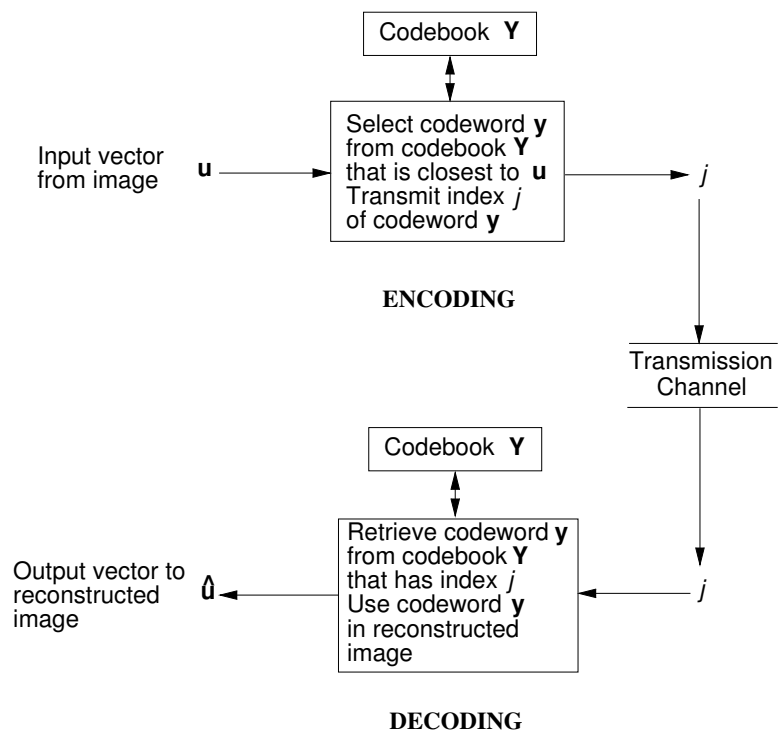 Codebook Y
Input vector
from image
u
Select codeword y
from codebook Y
that is closest to u
Transmit index j
of codeword y
j
ENCODING
Transmission
Channel
Codebook Y
Output vector to
reconstructed
image
û
Retrieve codeword y
from codebook Y
that has index j
Use codeword y
in reconstructed
image
j
DECODING